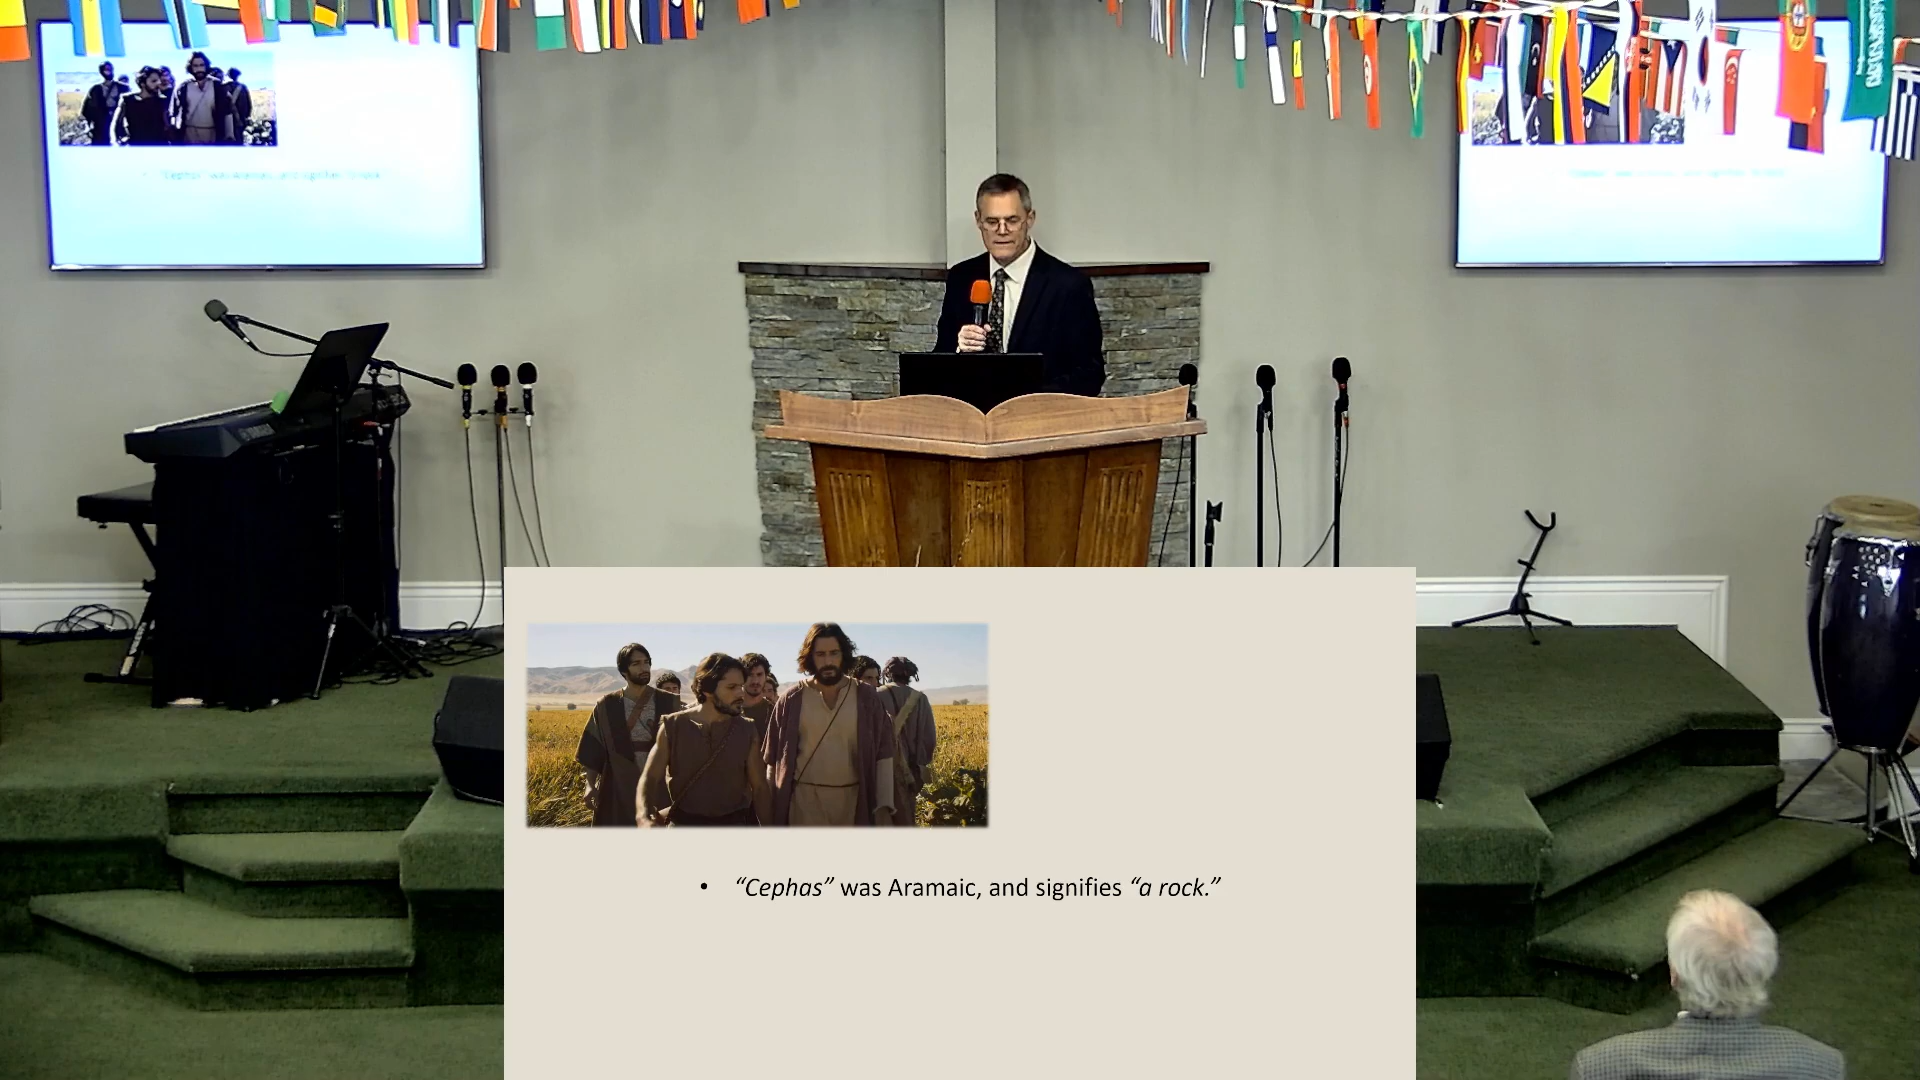 • “Cephas” was Aramaic, and signifies “a rock.”